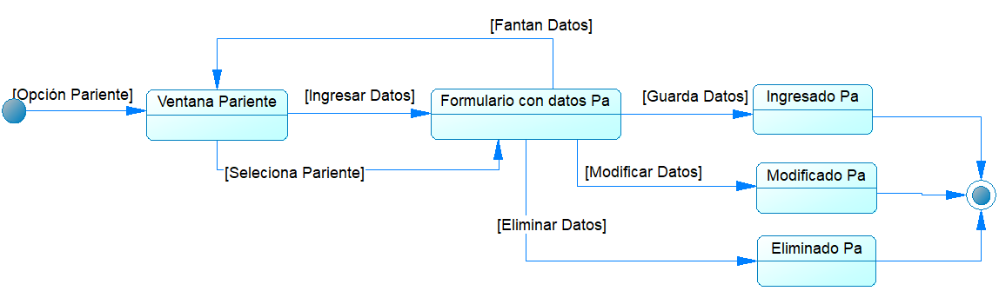 [Fantan Datos]
[Opción Pariente]
Ventana Pariente
[Ingresar Datos]
Formulario con datos Pa
[Guarda Datos]
Ingresado Pa
[Seleciona Pariente]
[Modificar Datos]
Modificado Pa
[Eliminar Datos]
Eliminado Pa